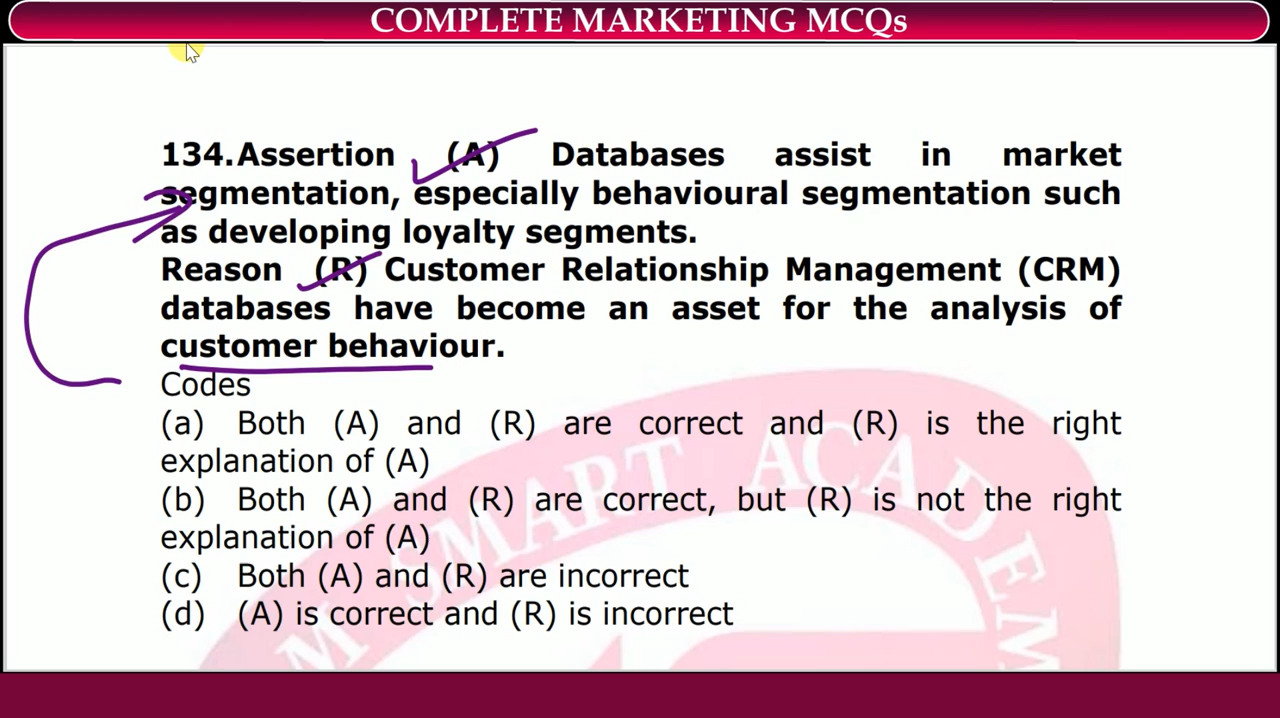 COMPLETE MARKETING MCQs
134.Assertion (A) Databases assist in market
segmentation, especially behavioural segmentation such
as developing loyalty segments.
Reason (R) Customer Relationship Management (CRM)
databases have become an asset for the analysis of
customer behaviour.
Codes
(a) Both (A) and (R) are correct and (R) is the right
explanation of (A)
(b) Both (A) and (R) are correct, but (R) is not the right
explanation of (A)
(c) Both (A) and (R) are incorrect
(d) (A) is correct and (R) is incorrect
M SMART ACADEM